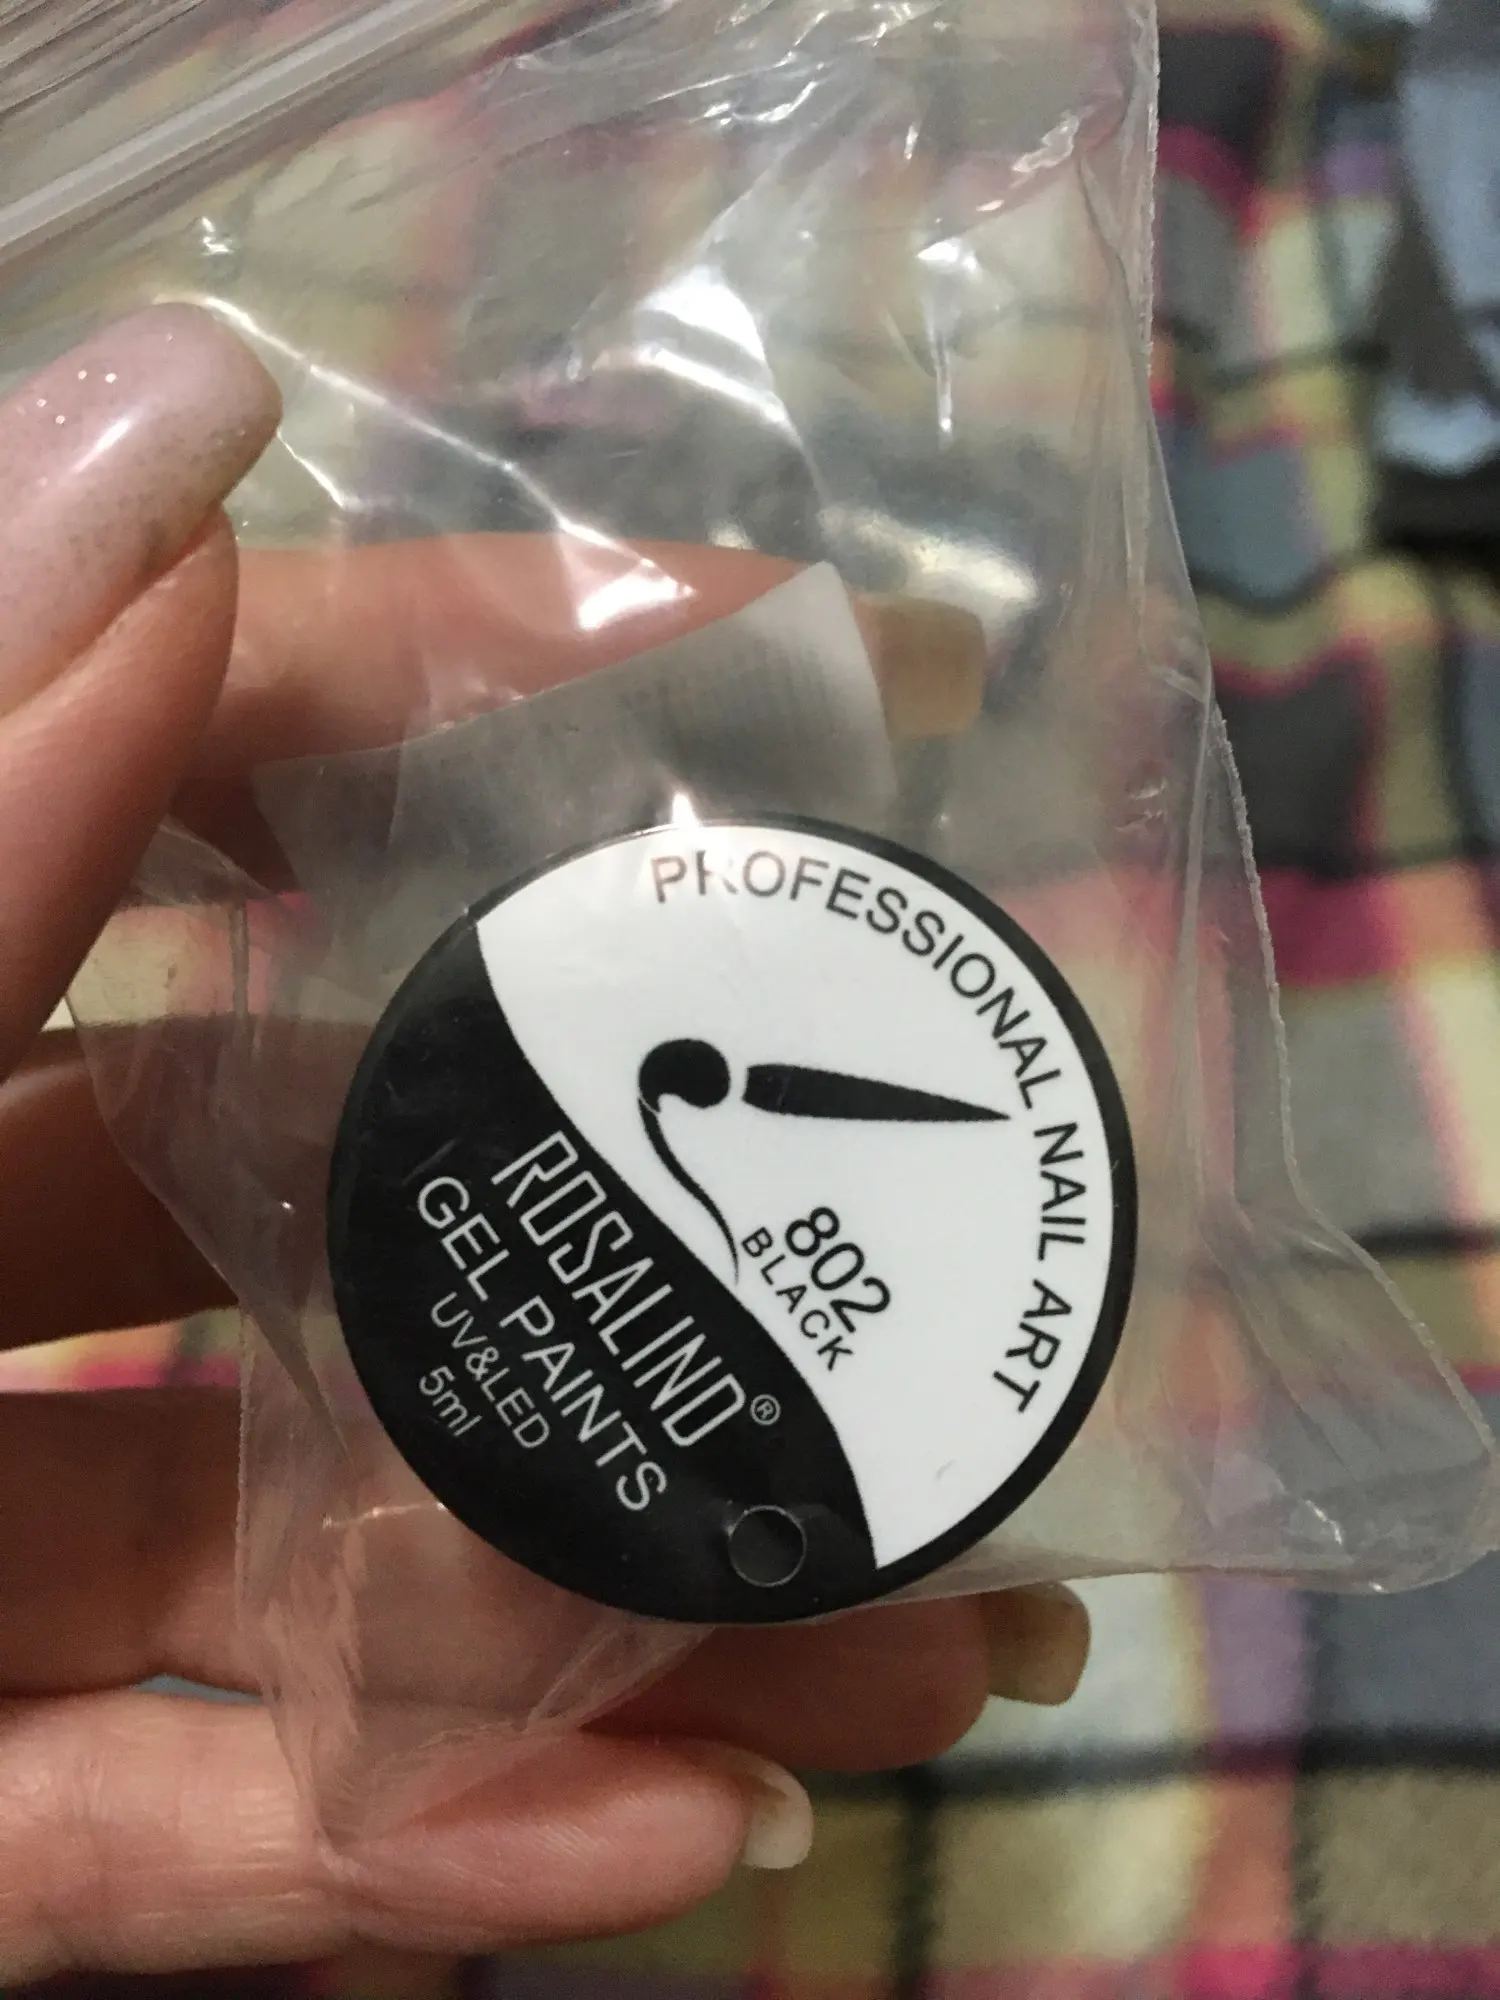 PROFESSIONAL NAIL ART
802
BLACK
ROSALIND®
GEL PAINTS
UV&LED
5ml